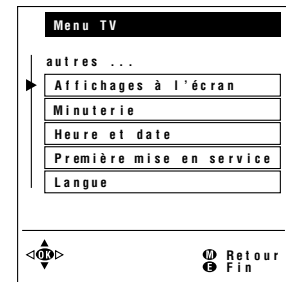 Menu TV
autres ...
Affichages à l'écran
Minuterie
Heure et date
Première mise en service
Langue
OK
M Retour
E Fin